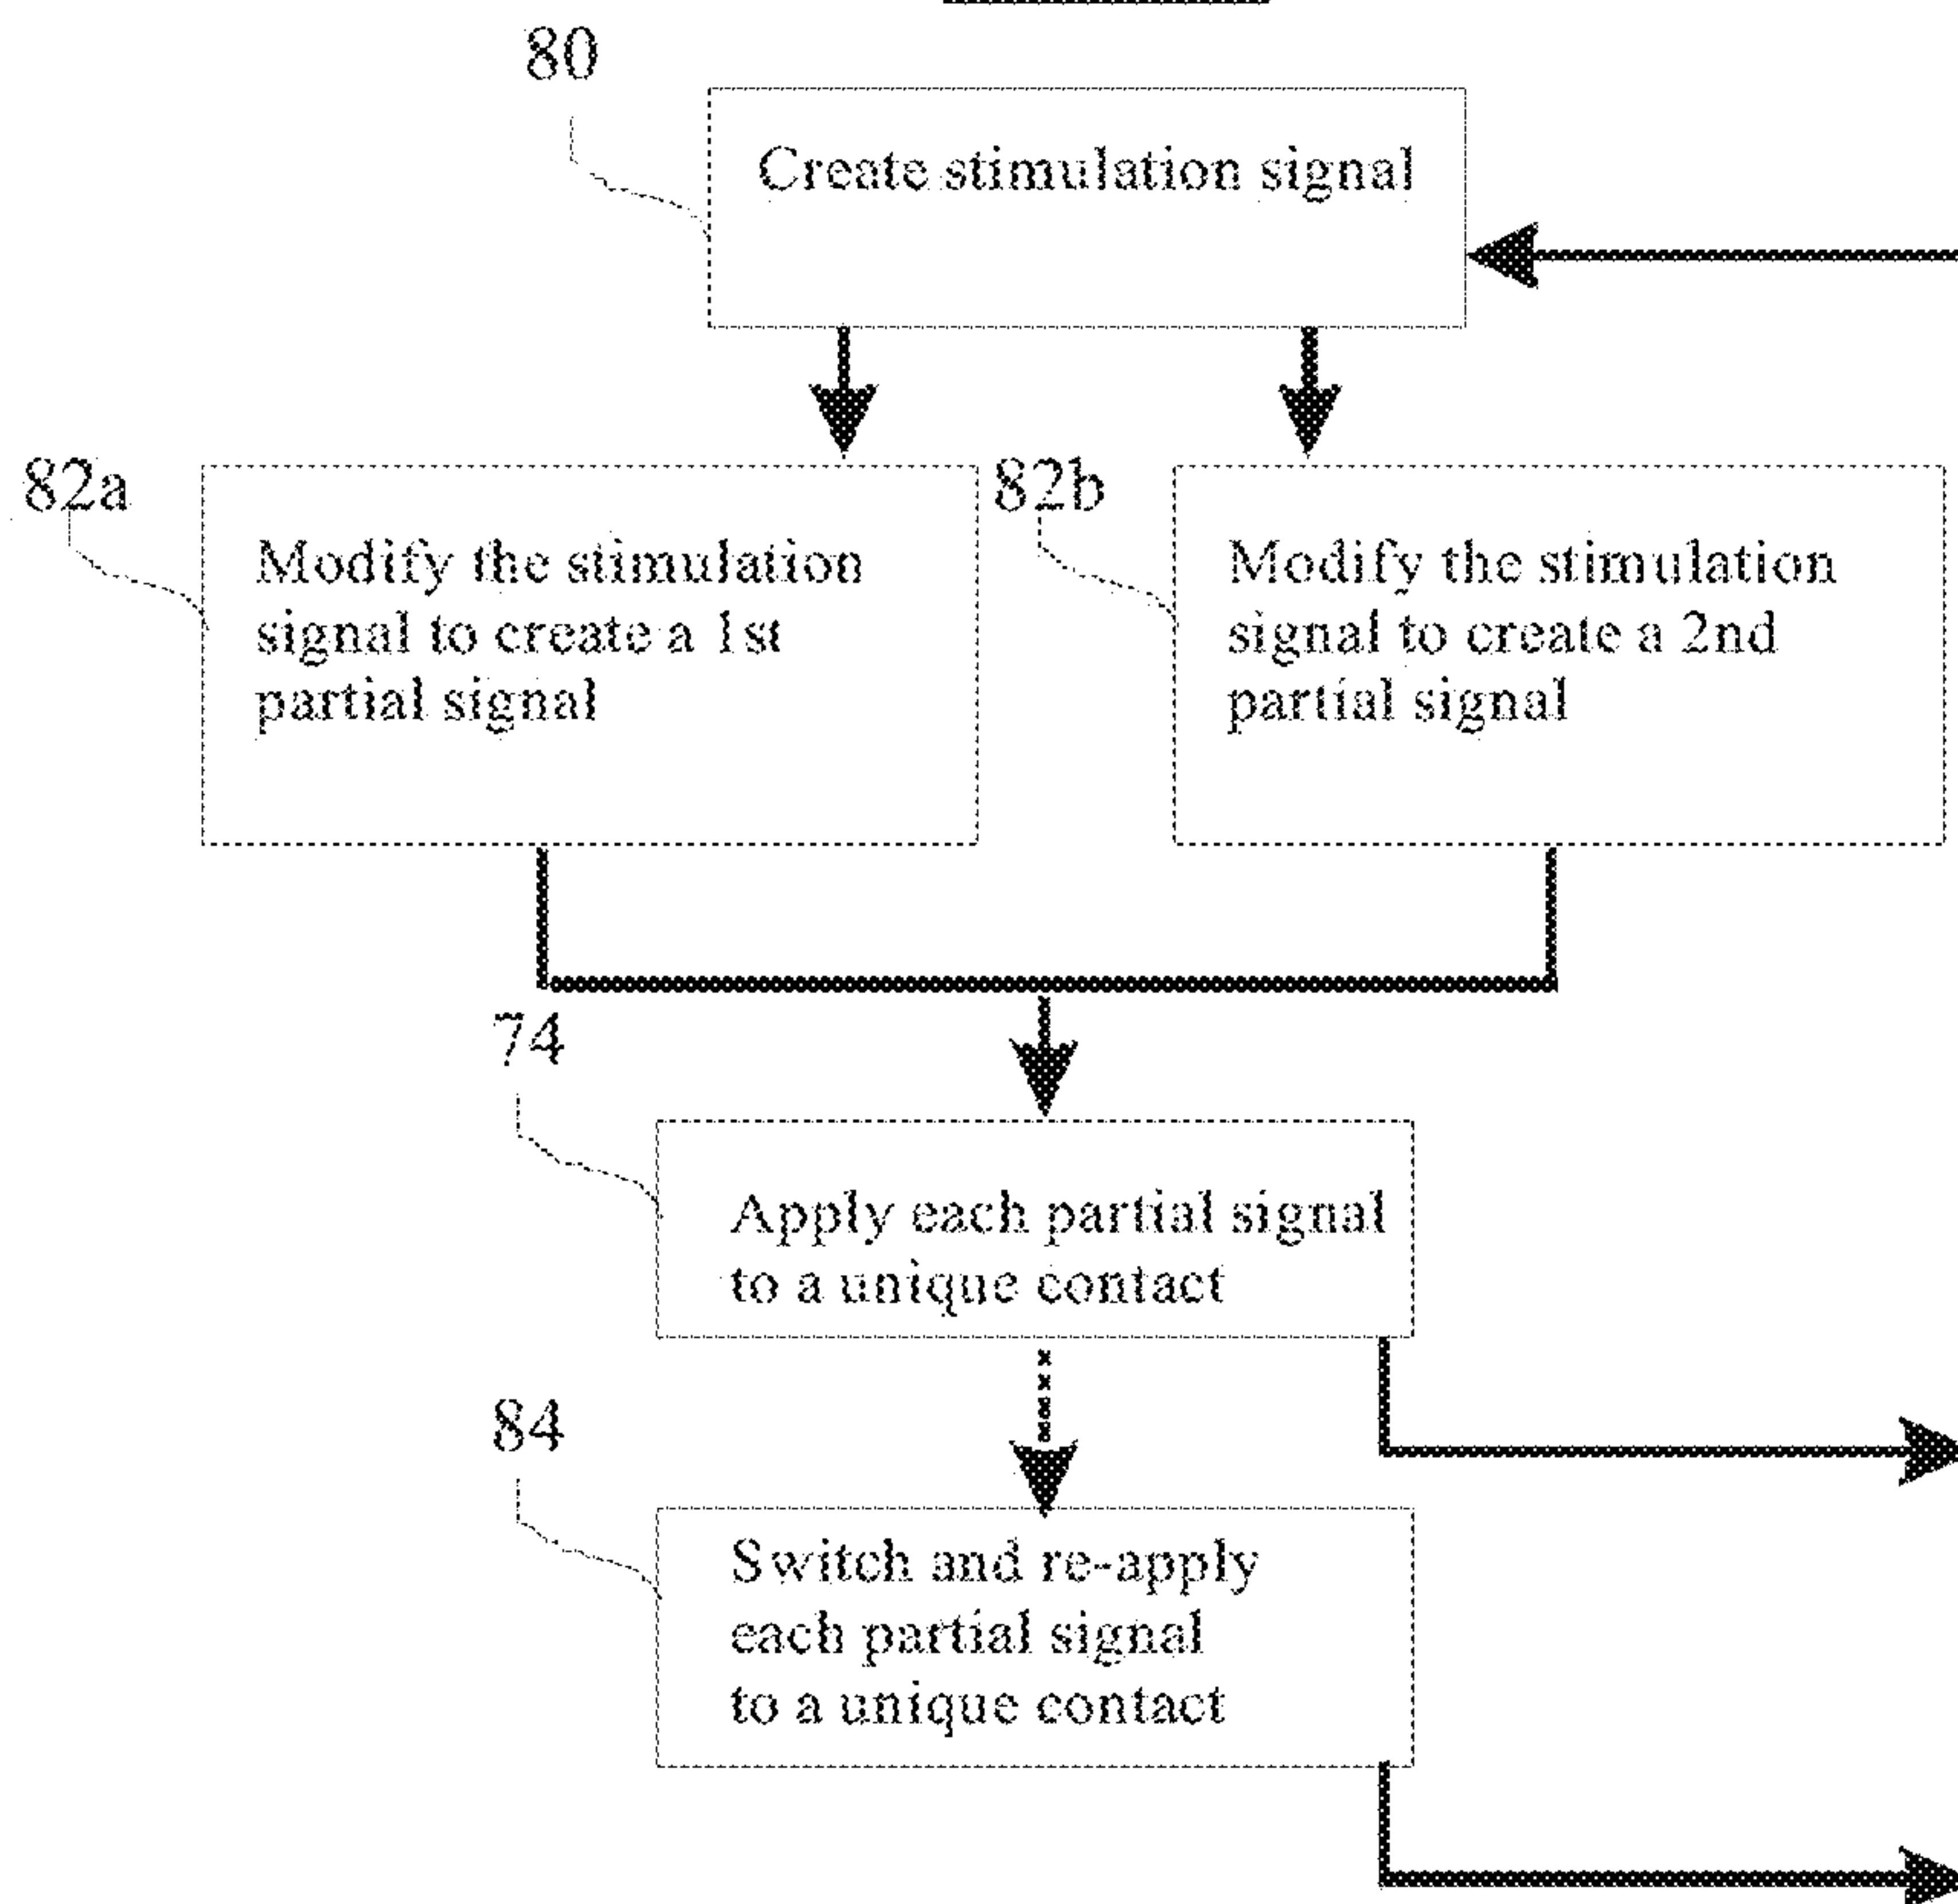 80
Create stimulation signal
82a
Modify the stimulation
signal to create a 1st
partial signal
82b
Modify the stimulation
signal to create a 2nd
partial signal
74
Apply each partial signal
to a unique contact
84
Switch and re-apply
each partial signal
to a unique contact